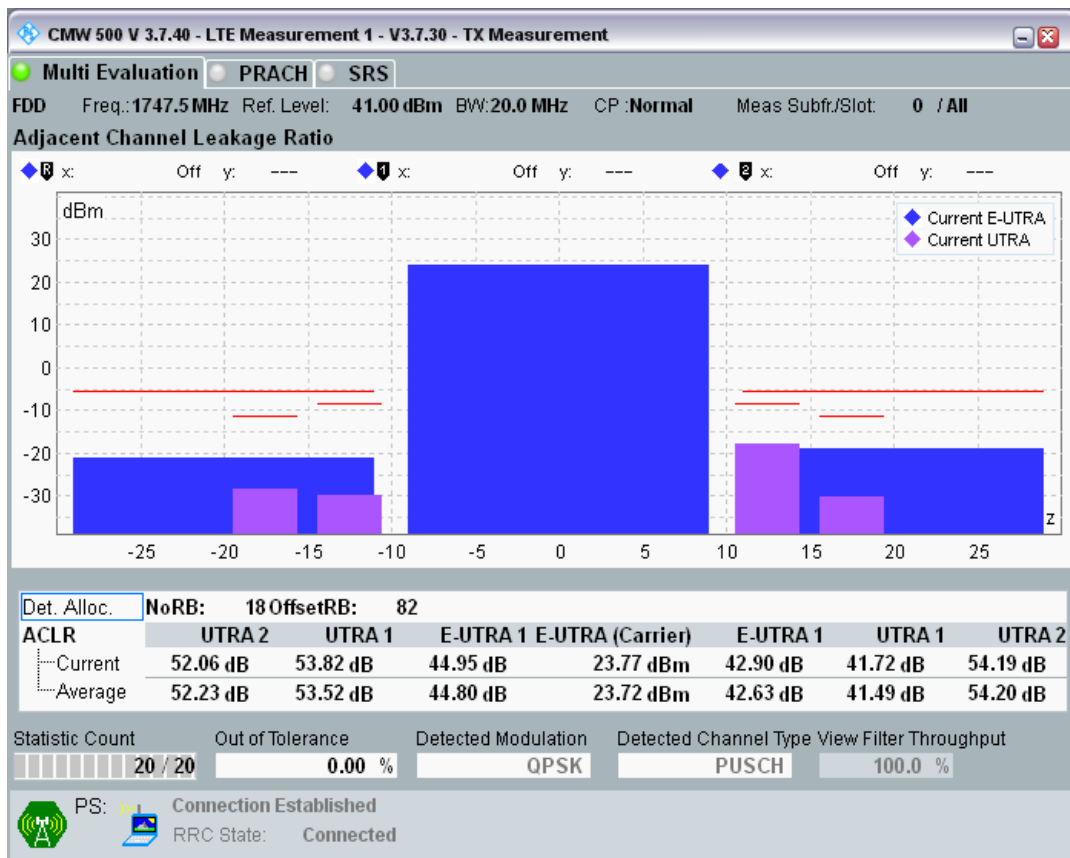 CMW 500 V 3.7.40 - LTE Measurement 1 - V3.7.30 - TX Measurement
Multi Evaluation PRACH SRS
FDD Freq.: 1747.5 MHz Ref. Level: 41.00 dBm BW: 20.0 MHz CP : Normal Meas Subfr./Slot: 0 / All
Adjacent Channel Leakage Ratio
R x: Off y: --- 1 x: Off y: --- 2 x: Off y: ---
dBm
Current E-UTRA
Current UTRA
30
20
10
0
-10
-20
-30
z
-25 -20 -15 -10 -5 0 5 10 15 20 25
Det. Alloc. NoRB: 18 OffsetRB: 82
ACLR UTRA 2 UTRA 1 E-UTRA 1 E-UTRA (Carrier) E-UTRA 1 UTRA 1 UTRA 2
Current 52.06 dB 53.82 dB 44.95 dB 23.77 dBm 42.90 dB 41.72 dB 54.19 dB
Average 52.23 dB 53.52 dB 44.80 dB 23.72 dBm 42.63 dB 41.49 dB 54.20 dB
Statistic Count Out of Tolerance Detected Modulation Detected Channel Type View Filter Throughput
20 / 20 0.00 % QPSK PUSCH 100.0 %
PS: Connection Established
RRC State: Connected